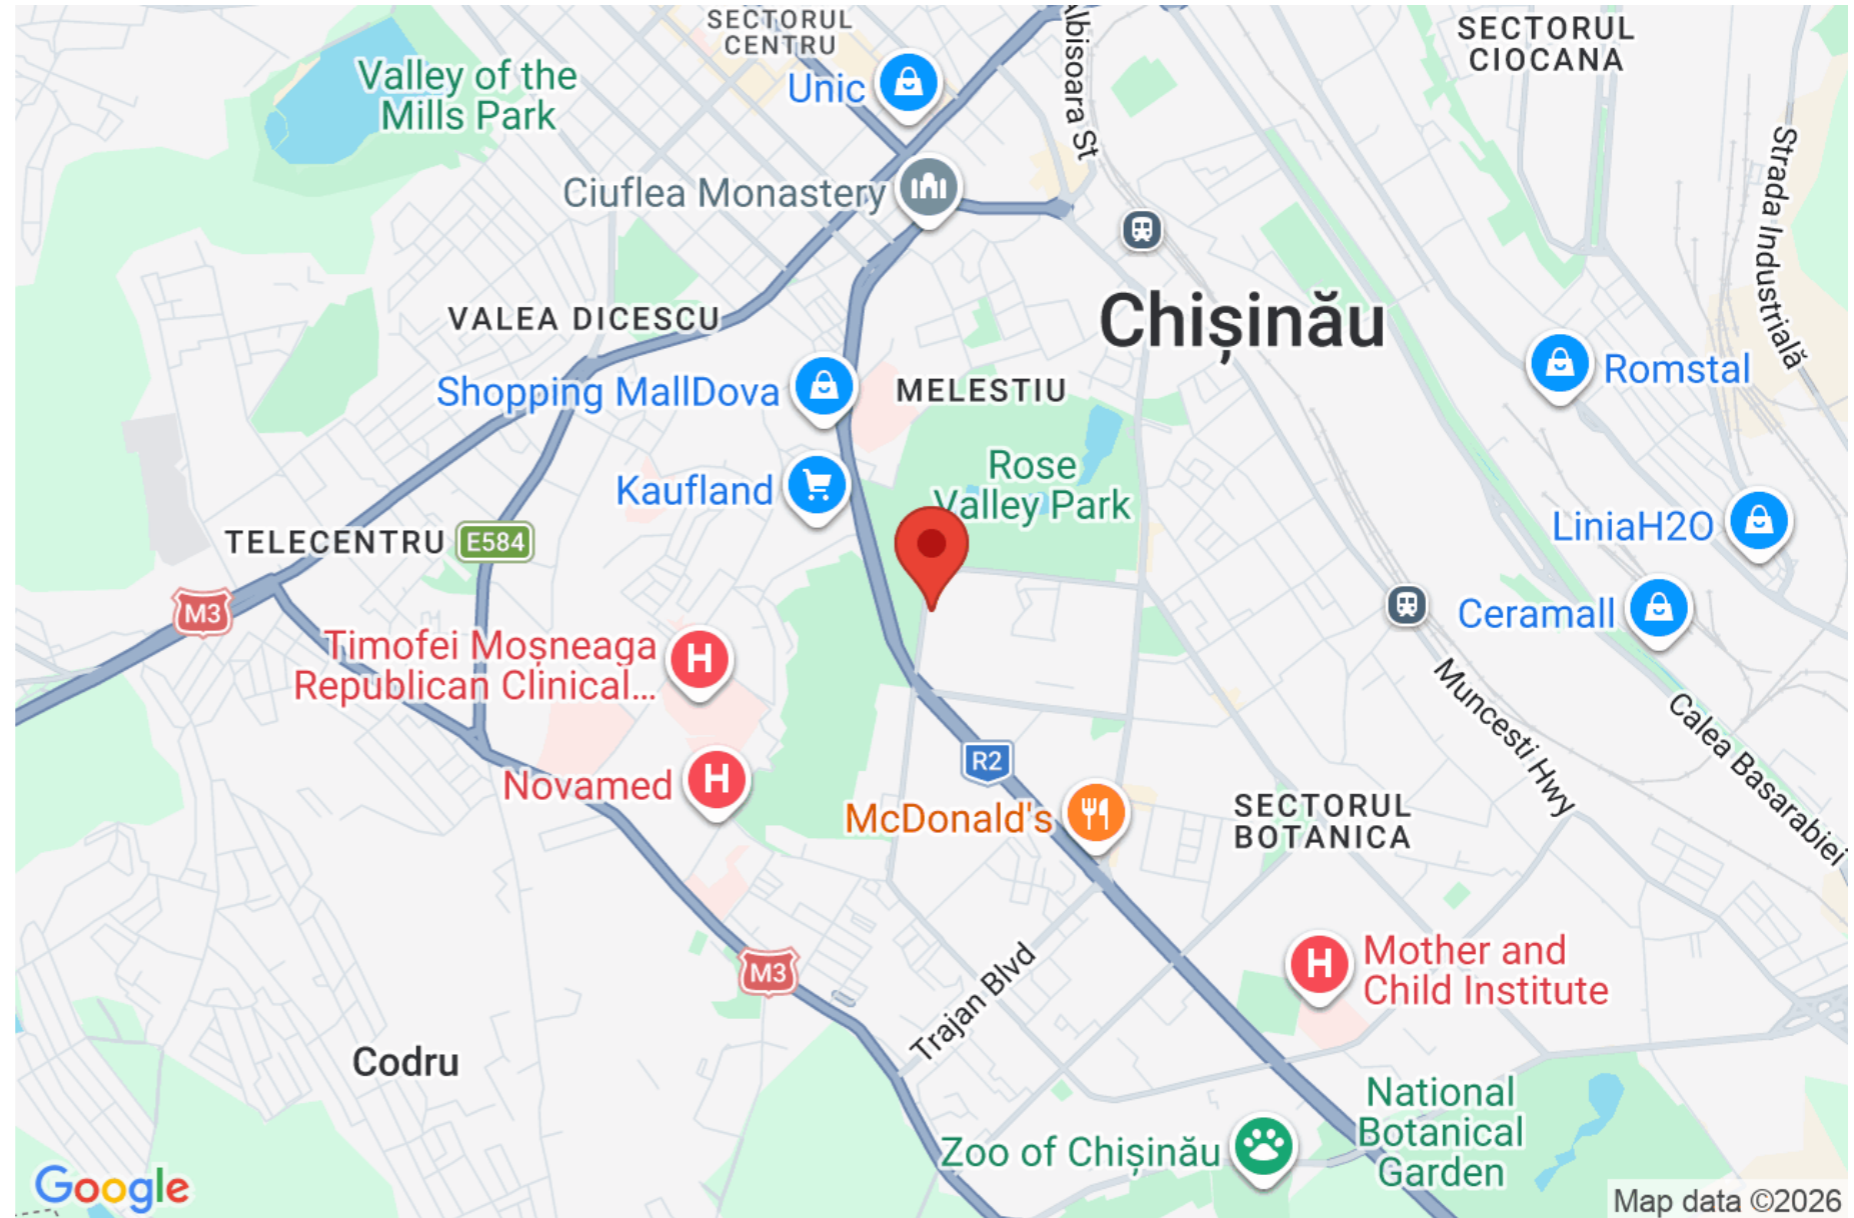 SECTORUL
CENTRU
Albisoara St
SECTORUL
CIOCANA
Valley of the
Mills Park
Unic
Strada Industrială
Ciuflea Monastery
VALEA DICESCU
Chișinău
Shopping MallDova
MELESTIU
Romstal
Rose
Valley Park
Kaufland
LiniaH2O
TELECENTRU
E584
M3
Ceramall
Timofei Moșneaga
Republican Clinical...
Muncesti Hwy
Calea Basarabiei
R2
Novamed
McDonald's
SECTORUL
BOTANICA
M3
Mother and
Child Institute
Trajan Blvd
Codru
National
Botanical
Garden
Zoo of Chișinău
Google
Map data ©2026
H
H
H